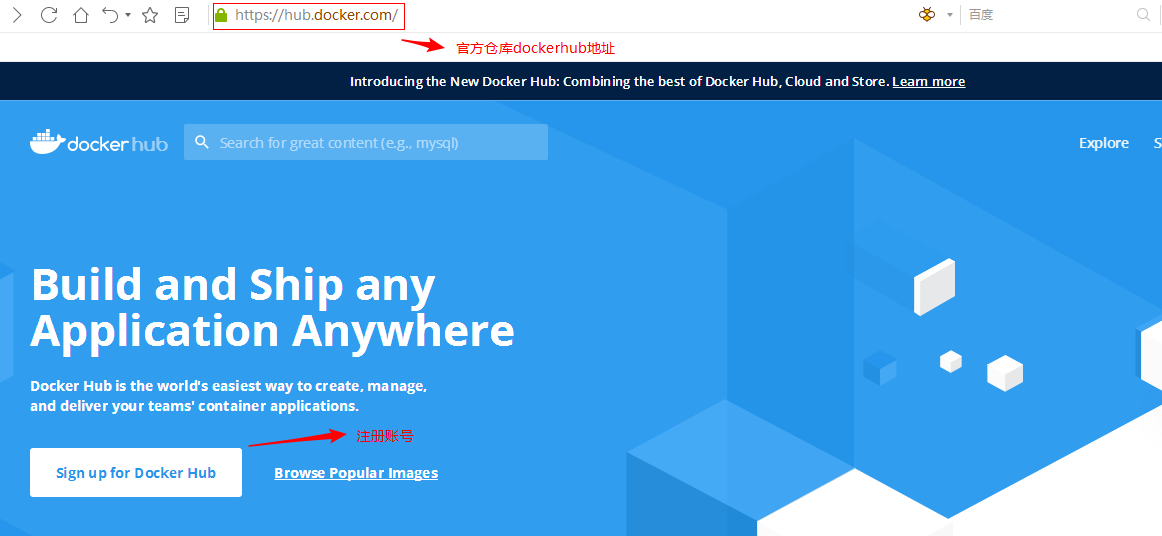 https://hub.docker.com/
百度
官方仓库dockerhub地址
Introducing the New Docker Hub: Combining the best of Docker Hub, Cloud and Store. Learn more
docker hub
Search for great content (e.g., mysql)
Explore
S
Build and Ship any
Application Anywhere
Docker Hub is the world's easiest way to create, manage,
and deliver your teams' container applications.
注册账号
Sign up for Docker Hub
Browse Popular Images